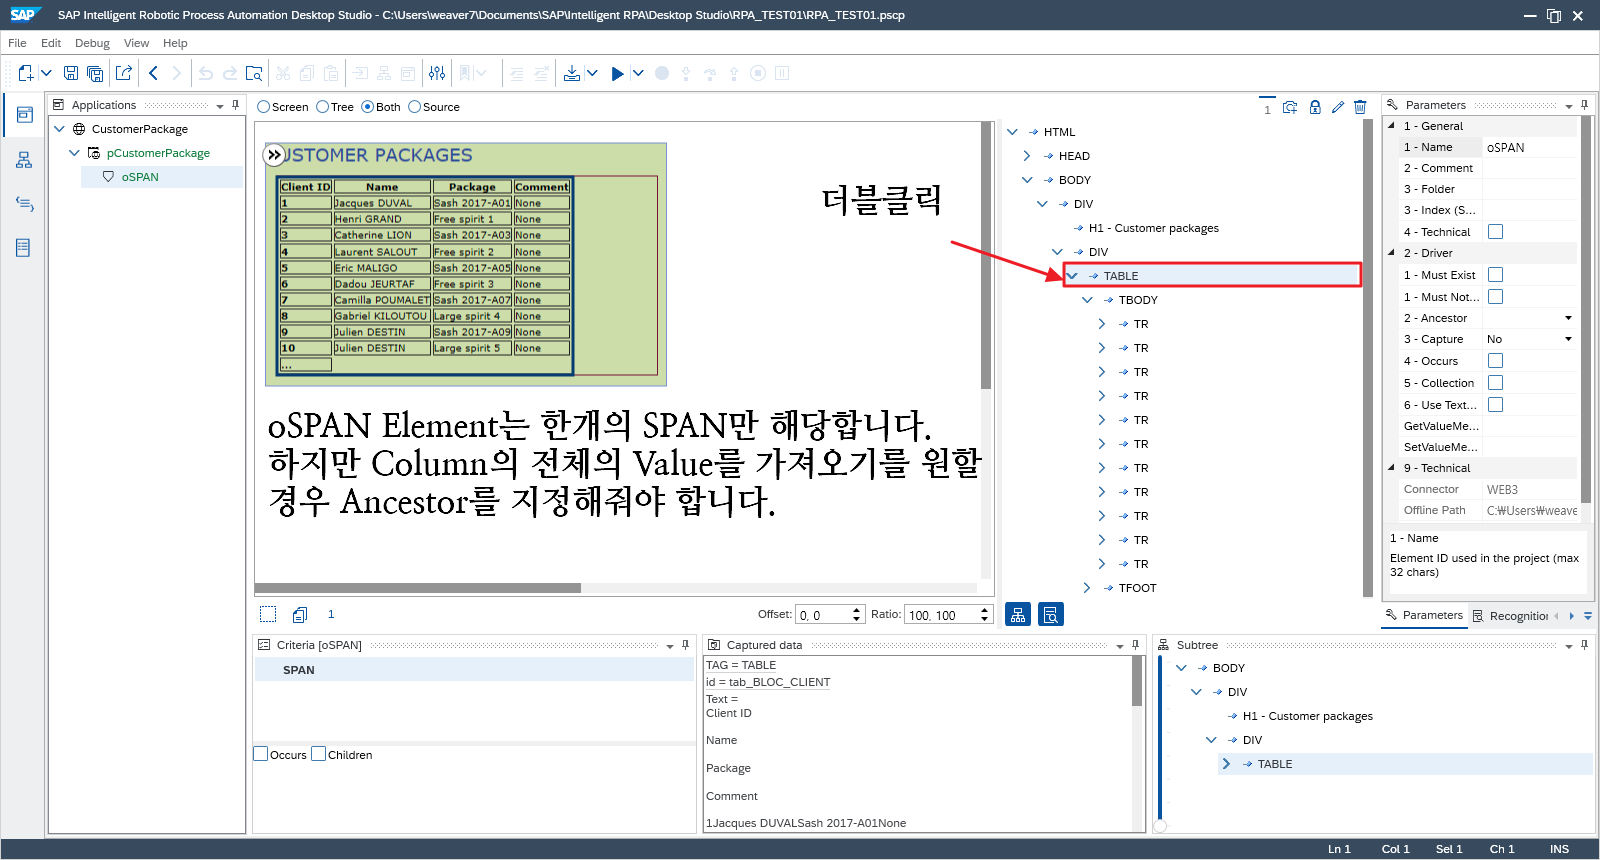 SAP Intelligent Robotic Process Automation Desktop Studio - C:\Users\weaver7\Documents\SAP\Intelligent RPA\Desktop Studio\RPA_TEST01\RPA_TEST01.pscp
File Edit Debug View Help
Applications
CustomerPackage
pCustomerPackage
oSPAN
Screen Tree Both Source
1
USTOMER PACKAGES
Client ID Name Package Comment
1 Jacques DUVAL Sash 2017-A01 None
2 Henri GRAND Free spirit 1 None
3 Catherine LION Sash 2017-A03 None
4 Laurent SALOUT Free spirit 2 None
5 Eric MALIGO Sash 2017-A05 None
6 Dadou JEURTAF Free spirit 3 None
7 Camilla POUMALET Sash 2017-A07 None
8 Gabriel KILOUTOU Large spirit 4 None
9 Julien DESTIN Sash 2017-A09 None
10 Julien DESTIN Large spirit 5 None
...
더블클릭
oSPAN Element는 한개의 SPAN만 해당합니다.
하지만 Column의 전체의 Value를 가져오기를 원할
경우 Ancestor를 지정해줘야 합니다.
1
Offset: 0, 0 Ratio: 100, 100
HTML
HEAD
BODY
DIV
H1 - Customer packages
DIV
TABLE
TBODY
TR
TR
TR
TR
TR
TR
TR
TR
TR
TR
TR
TFOOT
Parameters
1 - General
1 - Name oSPAN
2 - Comment
3 - Folder
3 - Index (S...
4 - Technical
2 - Driver
1 - Must Exist
1 - Must Not...
2 - Ancestor
3 - Capture No
4 - Occurs
5 - Collection
6 - Use Text...
GetValueMe...
SetValueMe...
9 - Technical
Connector WEB3
Offline Path C:₩Users₩weave
1 - Name
Element ID used in the project (max
32 chars)
Parameters Recognition
Criteria [oSPAN]
SPAN
Occurs Children
Captured data
TAG = TABLE
id = tab_BLOC_CLIENT
Text =
Client ID
Name
Package
Comment
1Jacques DUVALSash 2017-A01None
Subtree
BODY
DIV
H1 - Customer packages
DIV
TABLE
Ln 1 Col 1 Sel 1 Ch 1 INS